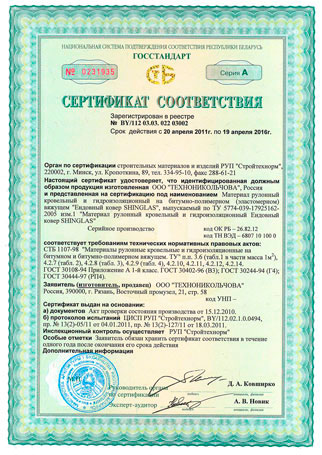 НАЦИОНАЛЬНАЯ СИСТЕМА ПОДТВЕРЖДЕНИЯ СООТВЕТСТВИЯ РЕСПУБЛИКИ БЕЛАРУСЬ
ГОССТАНДАРТ
№ 0231935
СТБ
Серия А
СЕРТИФИКАТ СООТВЕТСТВИЯ
Зарегистрирован в реестре
№ BY/112 03.03. 022 03002
Срок действия с 20 апреля 2011г. по 19 апреля 2016г.
Орган по сертификации строительных материалов и изделий РУП "Стройтехнорм",
220002, г. Минск, ул. Кропоткина, 89, тел. 334-95-10, факс 288-61-21
Настоящий сертификат удостоверяет, что идентифицированная должным
образом продукция изготовленная ООО "ТЕХНОНИКОЛЬЧОВА", Россия
и представленная на сертификацию под наименованием Материал рулонный
кровельный и гидроизоляционный на битумно-полимерном (эластомерном)
вяжущем "Ендовный ковер SHINGLAS", выпускаемый по ТУ 5774-039-17925162-
2005 изм.1 "Материал рулонный кровельный и гидроизоляционный Ендовный
ковер SHINGLAS"
Серийное производство
код ОК РБ - 26.82.12
код ТН ВЭД - 6807 10 100 0
соответствует требованиям технических нормативных правовых актов:
СТБ 1107-98 "Материалы рулонные кровельные и гидроизоляционные на
битумном и битумно-полимерном вяжущем. ТУ" п.п. 3.6 (табл.1 в части массы 1м²),
4.2.7 (табл. 2), 4.2.8 (табл. 3), 4.2.9 (табл. 4), 4.2.10, 4.2.11, 4.2.12, 4.2.14.
ГОСТ 30108-94 Приложение А 1-й класс. ГОСТ 30402-96 (В3); ГОСТ 30244-94 (Г4);
ГОСТ 30444-97 (РП4).
Заявитель (изготовитель, продавец) ООО "ТЕХНОНИКОЛЬЧОВА"
Россия, 390000, г. Рязань, Восточный промузел, 21, стр. 58
код УНП -
Сертификат выдан на основании:
а) документов Акт проверки состояния производства от 15.12.2010.
б) протоколов испытаний ЦИСП РУП "Стройтехнорм", BY/112.02.1.0.0494,
пр. № 13(2)-05/11 от 04.01.2011, пр. № 13(2)-127/11 от 18.03.2011.
Инспекционный контроль осуществляет РУП "Стройтехнорм"
Особые отметки Заявитель обязан хранить сертификат соответствия в течение
одного года после окончания его срока действия
Дополнительная информация
Руководитель органа
по сертификации
Д. А. Ковширко
Эксперт-аудитор
А. В. Новик